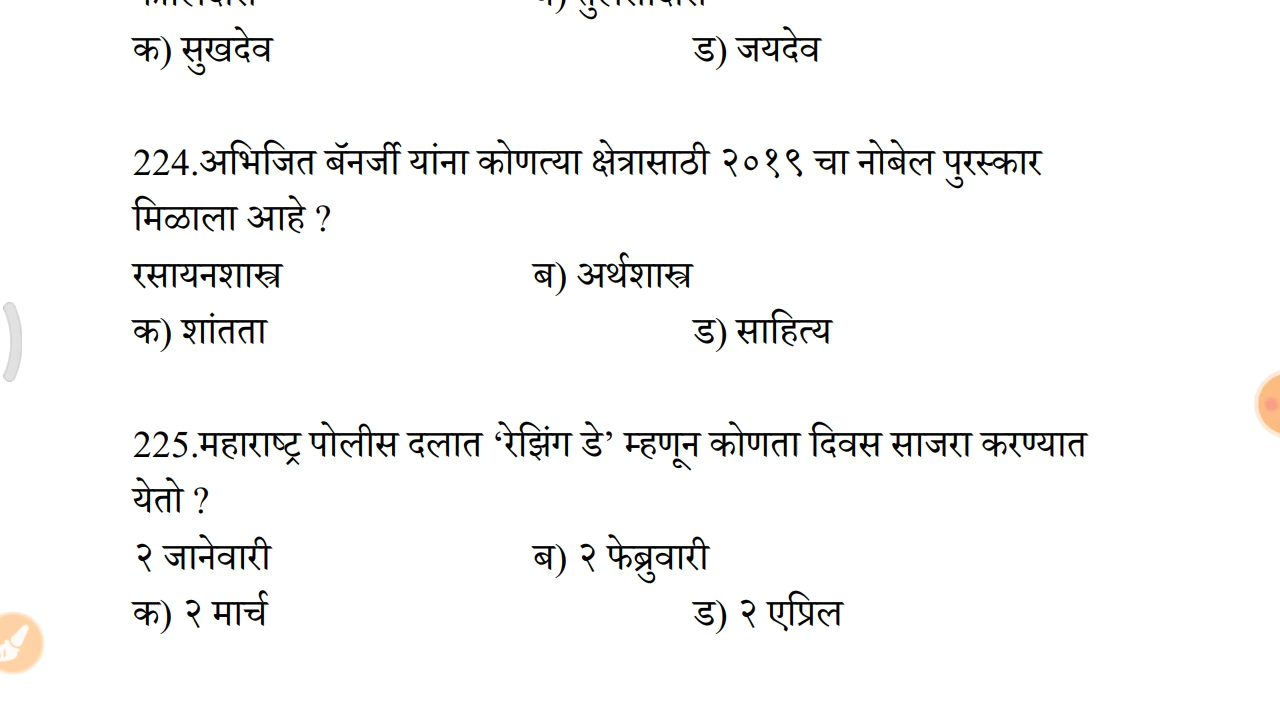 क) सुखदेव ड) जयदेव
224.अभिजित बॅनर्जी यांना कोणत्या क्षेत्रासाठी २०१९ चा नोबेल पुरस्कार
मिळाला आहे ?
रसायनशास्त्र ब) अर्थशास्त्र
क) शांतता ड) साहित्य
225.महाराष्ट्र पोलीस दलात ‘रेझिंग डे’ म्हणून कोणता दिवस साजरा करण्यात
येतो ?
२ जानेवारी ब) २ फेब्रुवारी
क) २ मार्च ड) २ एप्रिल